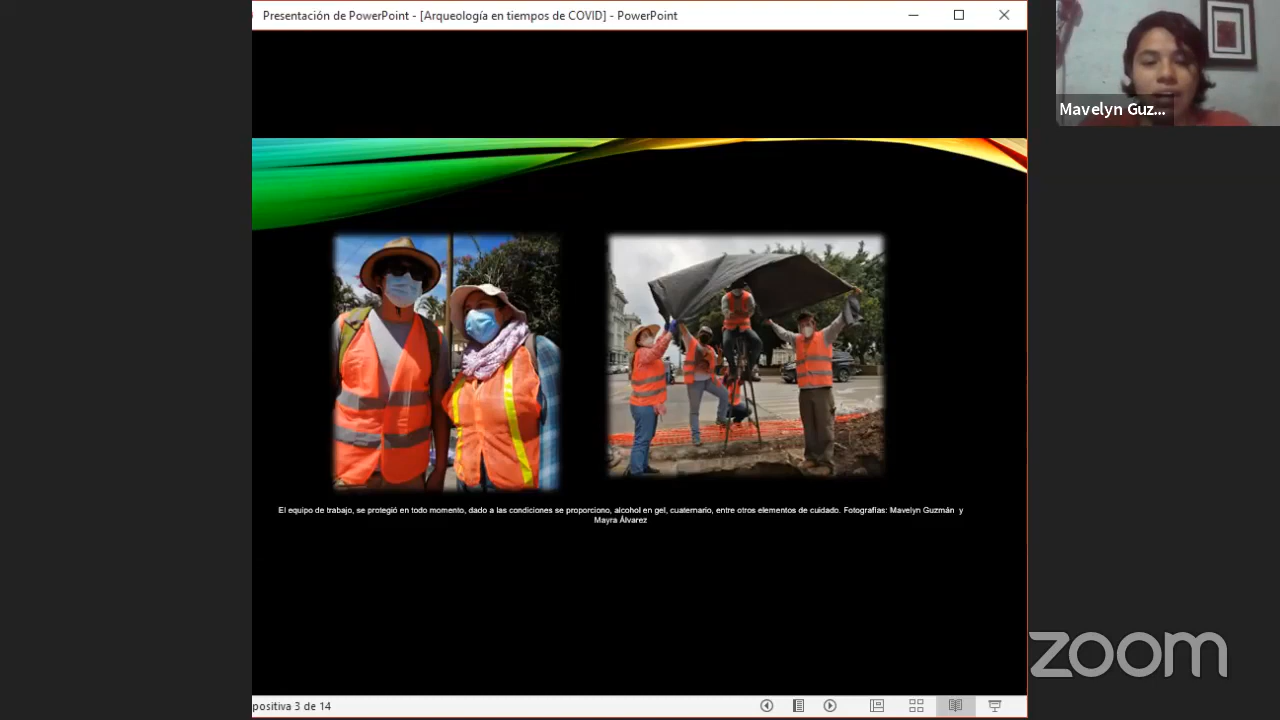 Presentación de PowerPoint - [Arqueología en tiempos de COVID] - PowerPoint
Mavelyn Guz...
El equipo de trabajo, se protegió en todo momento, dado a las condiciones se proporciono, alcohol en gel, cuaternario, entre otros elementos de cuidado. Fotografías: Mavelyn Guzmán y
Mayra Álvarez
zoom
positiva 3 de 14